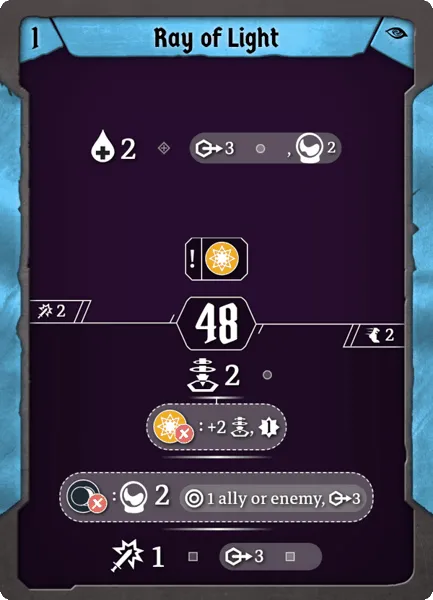 1 Ray of Light
2 3 , 2
!
2
48
2
2
: +2 , 1
: 2 1 ally or enemy, 3
1 3